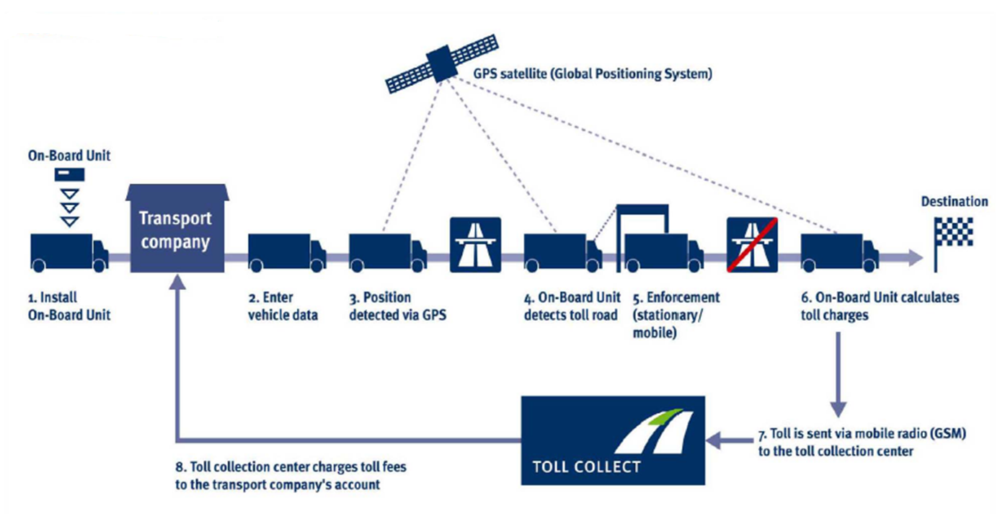 GPS satellite (Global Positioning System)
On-Board Unit
Transport
company
Destination
1. Install
On-Board Unit
2. Enter
vehicle data
3. Position
detected via GPS
4. On-Board Unit
detects toll road
5. Enforcement
(stationary/
mobile)
6. On-Board Unit calculates
toll charges
7. Toll is sent via mobile radio (GSM)
to the toll collection center
TOLL COLLECT
8. Toll collection center charges toll fees
to the transport company's account